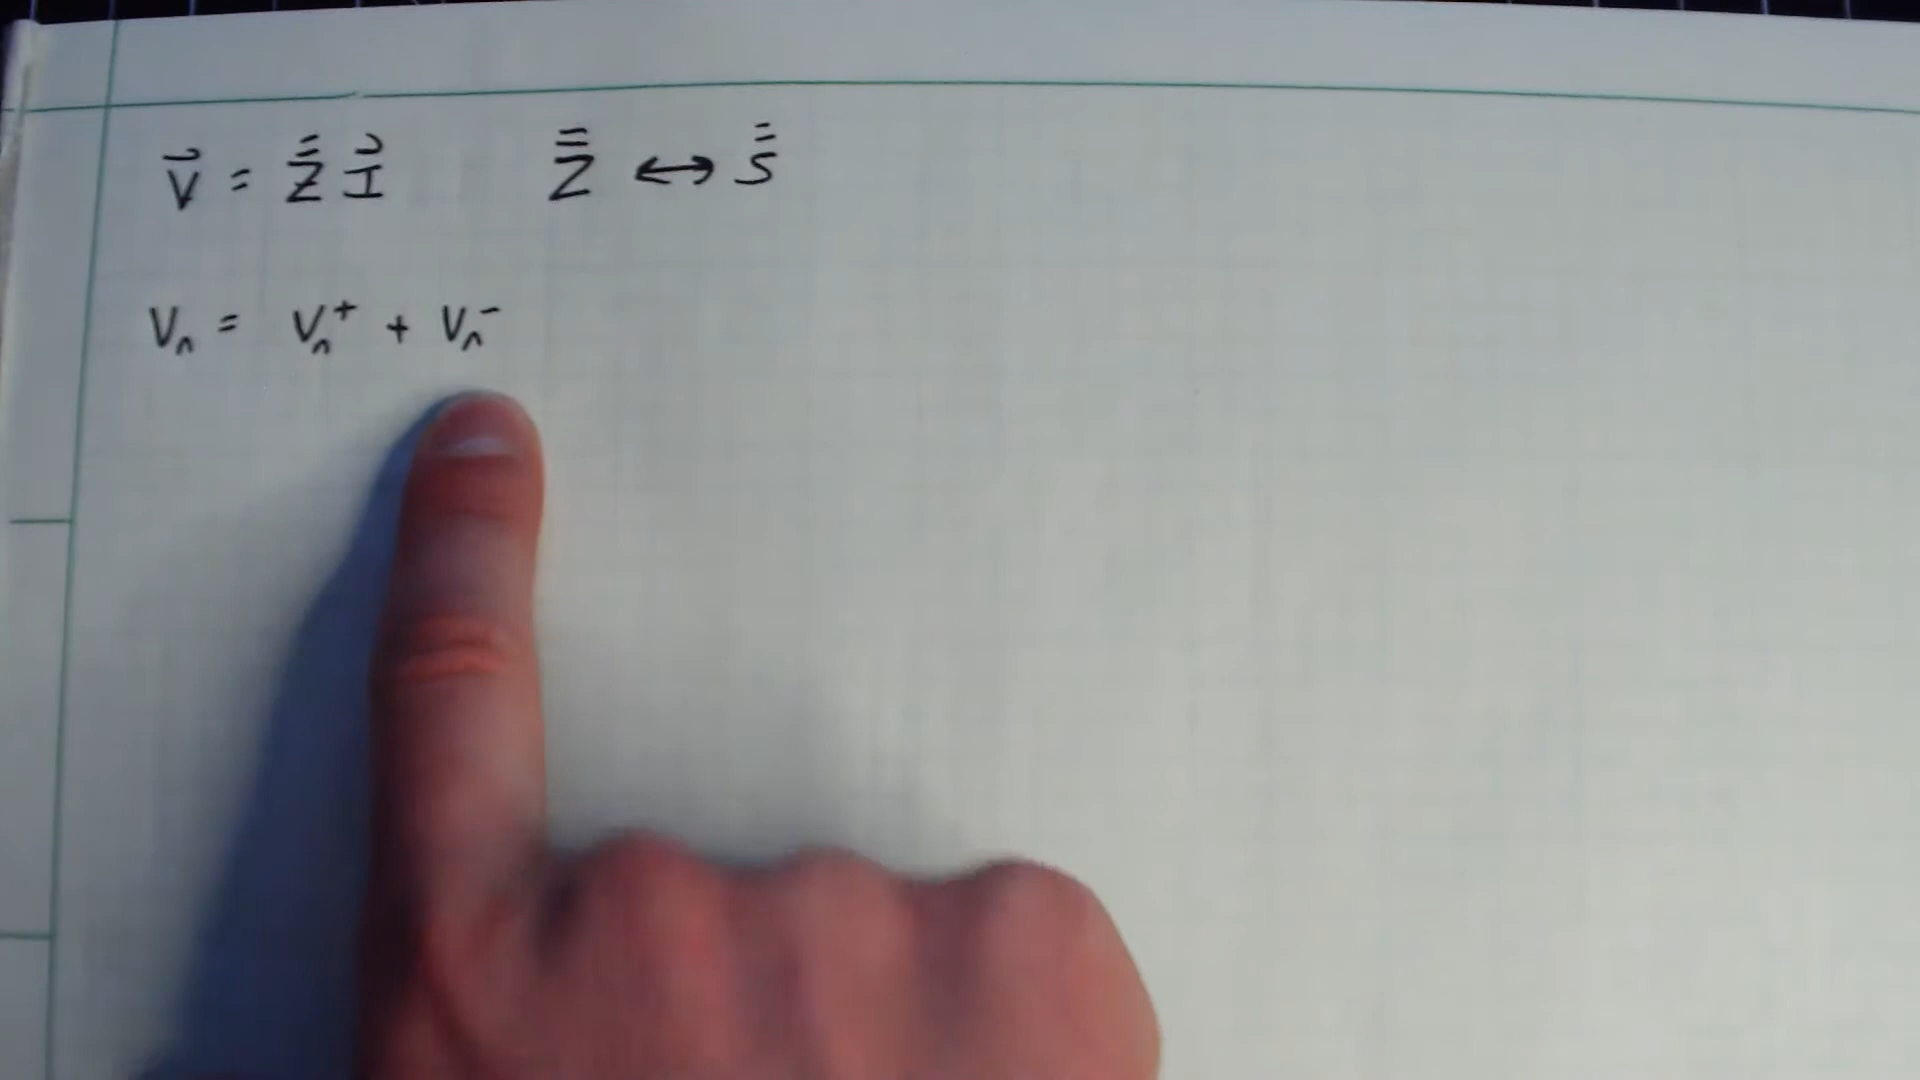 V⃗ = Z̿ I⃗ Z̿ ↔ S̿
Vₙ = Vₙ⁺ + Vₙ⁻